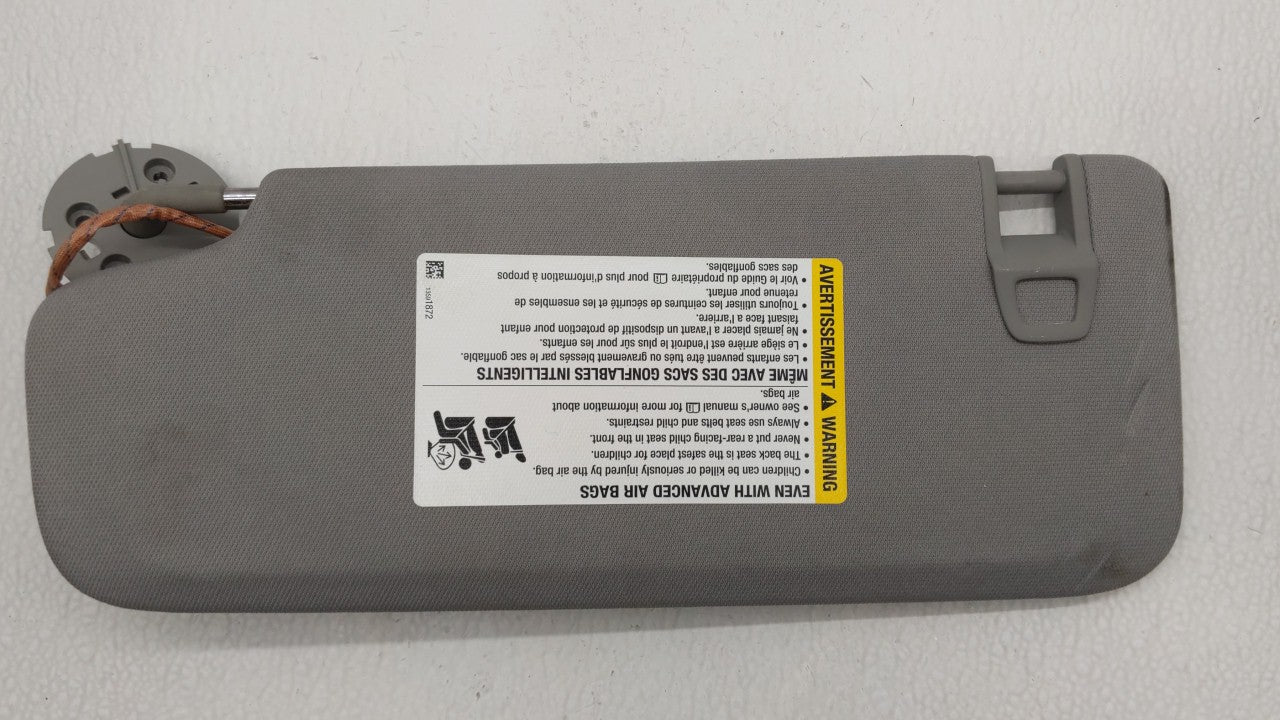 AVERTISSEMENT ⚠ WARNING
EVEN WITH ADVANCED AIR BAGS
• Children can be killed or seriously injured by the air bag.
• The back seat is the safest place for children.
• Never put a rear-facing child seat in the front.
• Always use seat belts and child restraints.
• See owner's manual for more information about
air bags.
MÊME AVEC DES SACS GONFLABLES INTELLIGENTS
• Les enfants peuvent être tués ou gravement blessés par le sac gonflable.
• Le siège arrière est l'endroit le plus sûr pour les enfants.
• Ne jamais placer a l'avant un dispositif de protection pour enfant
faisant face a l'arriere.
• Toujours utiliser les ceintures de sécurité et les ensembles de
retenue pour enfant.
• Voir le Guide du propriétaire pour plus d'information à propos
des sacs gonflables.
13591872